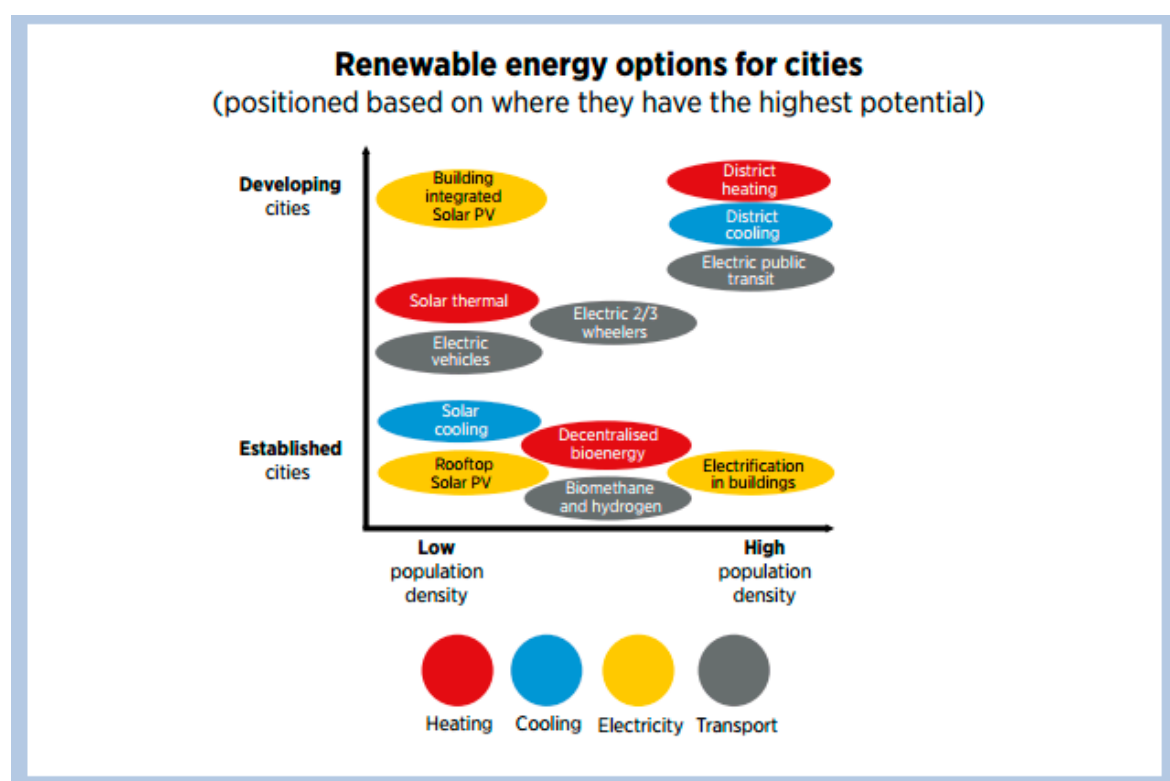 Renewable energy options for cities
(positioned based on where they have the highest potential)
Developing
cities
Building
integrated
Solar PV
District
heating
District
cooling
Electric public
transit
Solar thermal
Electric 2/3
wheelers
Electric
vehicles
Solar
cooling
Established
cities
Decentralised
bioenergy
Rooftop
Solar PV
Electrification
in buildings
Biomethane
and hydrogen
Low
population
density
High
population
density
Heating
Cooling
Electricity
Transport